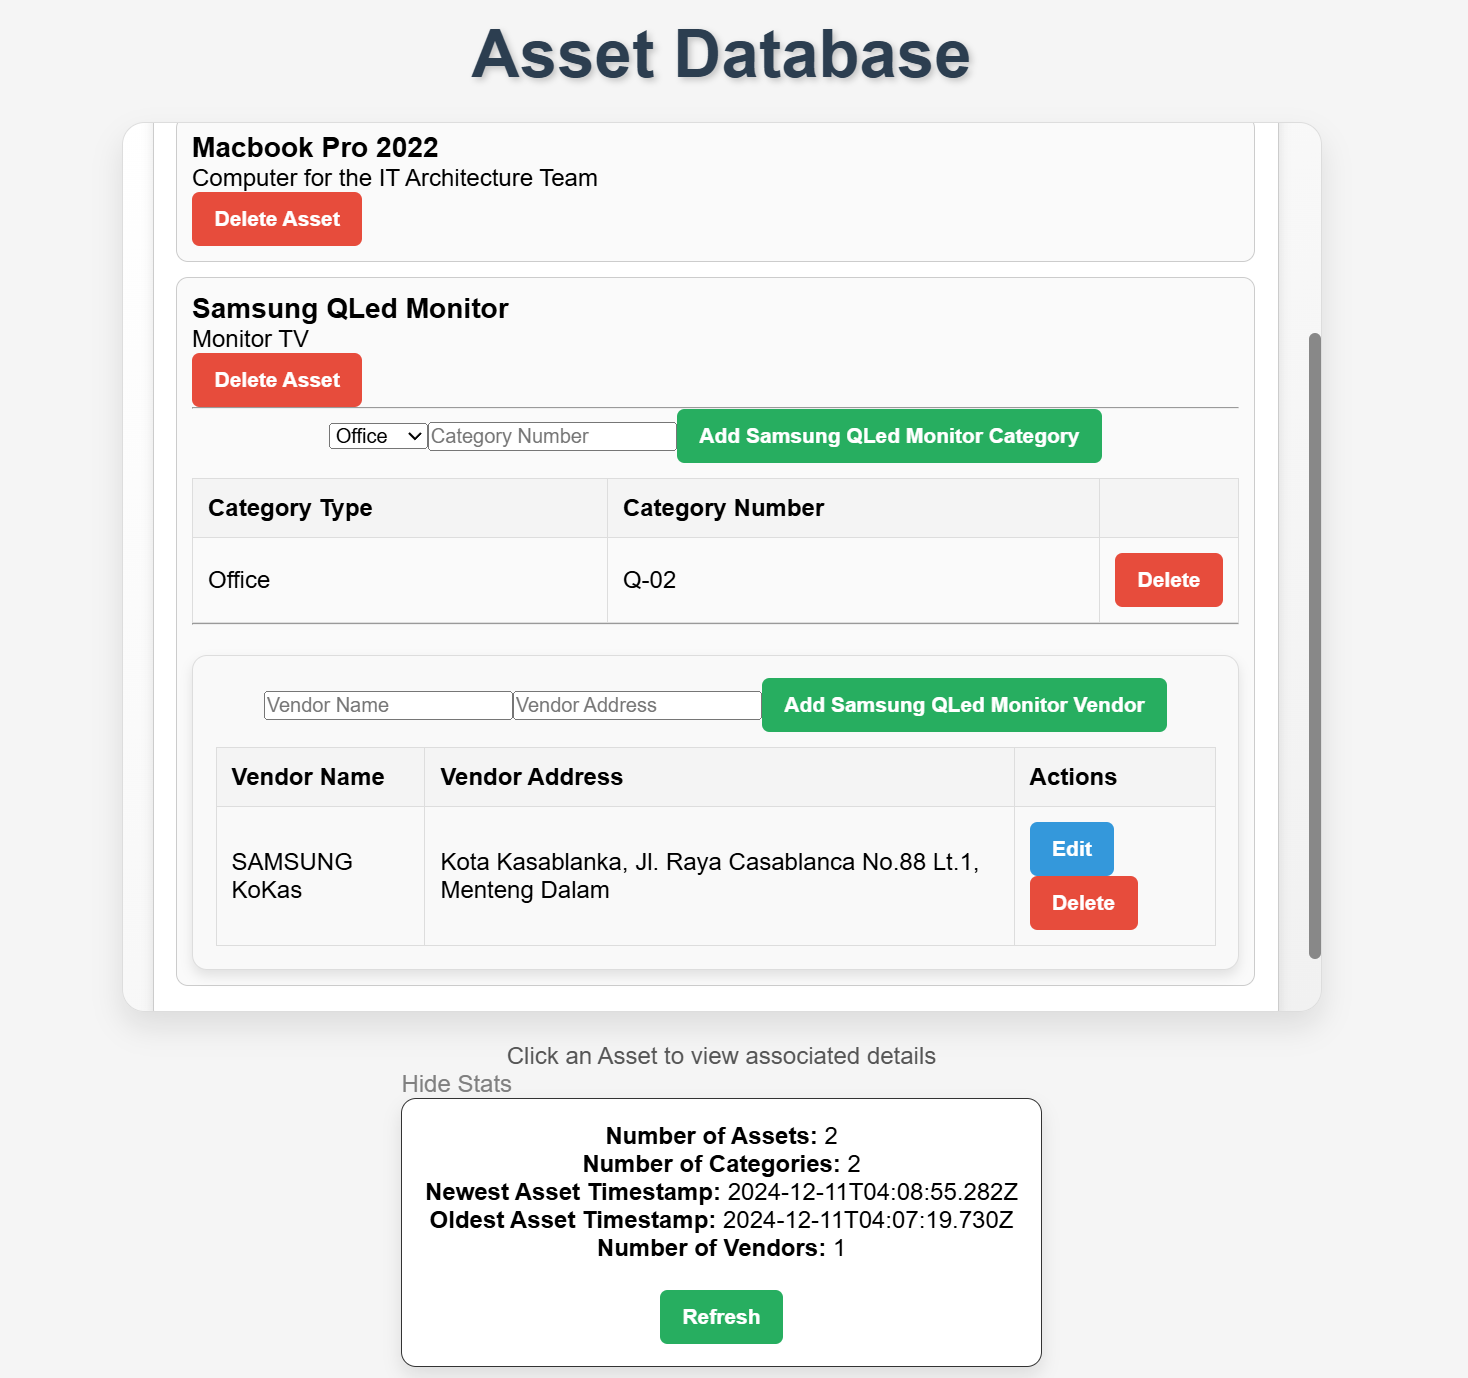 Asset Database
Macbook Pro 2022
Computer for the IT Architecture Team
Delete Asset
Samsung QLed Monitor
Monitor TV
Delete Asset
Office Category Number Add Samsung QLed Monitor Category
Category Type Category Number
Office Q-02 Delete
Vendor Name Vendor Address Add Samsung QLed Monitor Vendor
Vendor Name Vendor Address Actions
SAMSUNG
KoKas
Kota Kasablanka, Jl. Raya Casablanca No.88 Lt.1,
Menteng Dalam
Edit
Delete
Click an Asset to view associated details
Hide Stats
Number of Assets: 2
Number of Categories: 2
Newest Asset Timestamp: 2024-12-11T04:08:55.282Z
Oldest Asset Timestamp: 2024-12-11T04:07:19.730Z
Number of Vendors: 1
Refresh